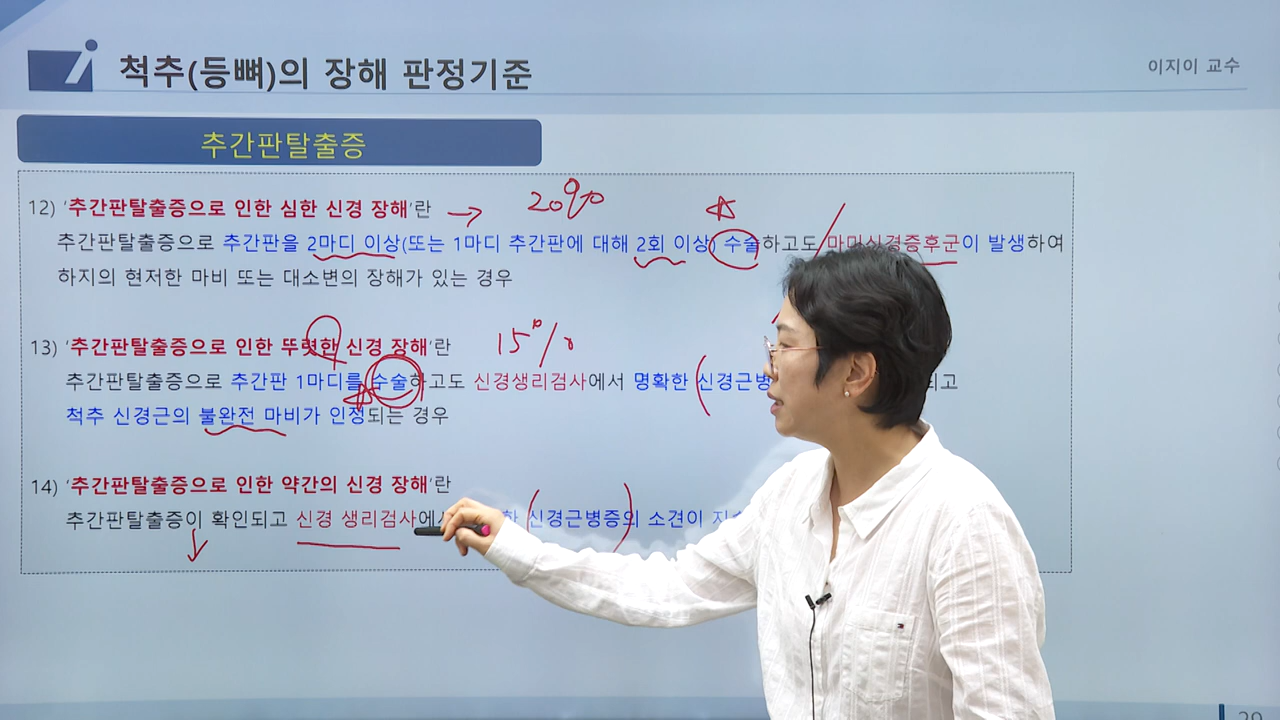 척추(등뼈)의 장해 판정기준
이지이 교수
추간판탈출증
12) ‘추간판탈출증으로 인한 심한 신경 장해’란 → 20%
추간판탈출증으로 추간판을 2마디 이상(또는 1마디 추간판에 대해 2회 이상) 수술하고도 마미신경증후군이 발생하여
하지의 현저한 마비 또는 대소변의 장해가 있는 경우
13) ‘추간판탈출증으로 인한 뚜렷한 신경 장해’란 15%
추간판탈출증으로 추간판 1마디를 수술하고도 신경생리검사에서 명확한 신경근병 되고
척추 신경근의 불완전 마비가 인정되는 경우
14) ‘추간판탈출증으로 인한 약간의 신경 장해’란
추간판탈출증이 확인되고 신경 생리검사에 한 신경근병증의 소견이